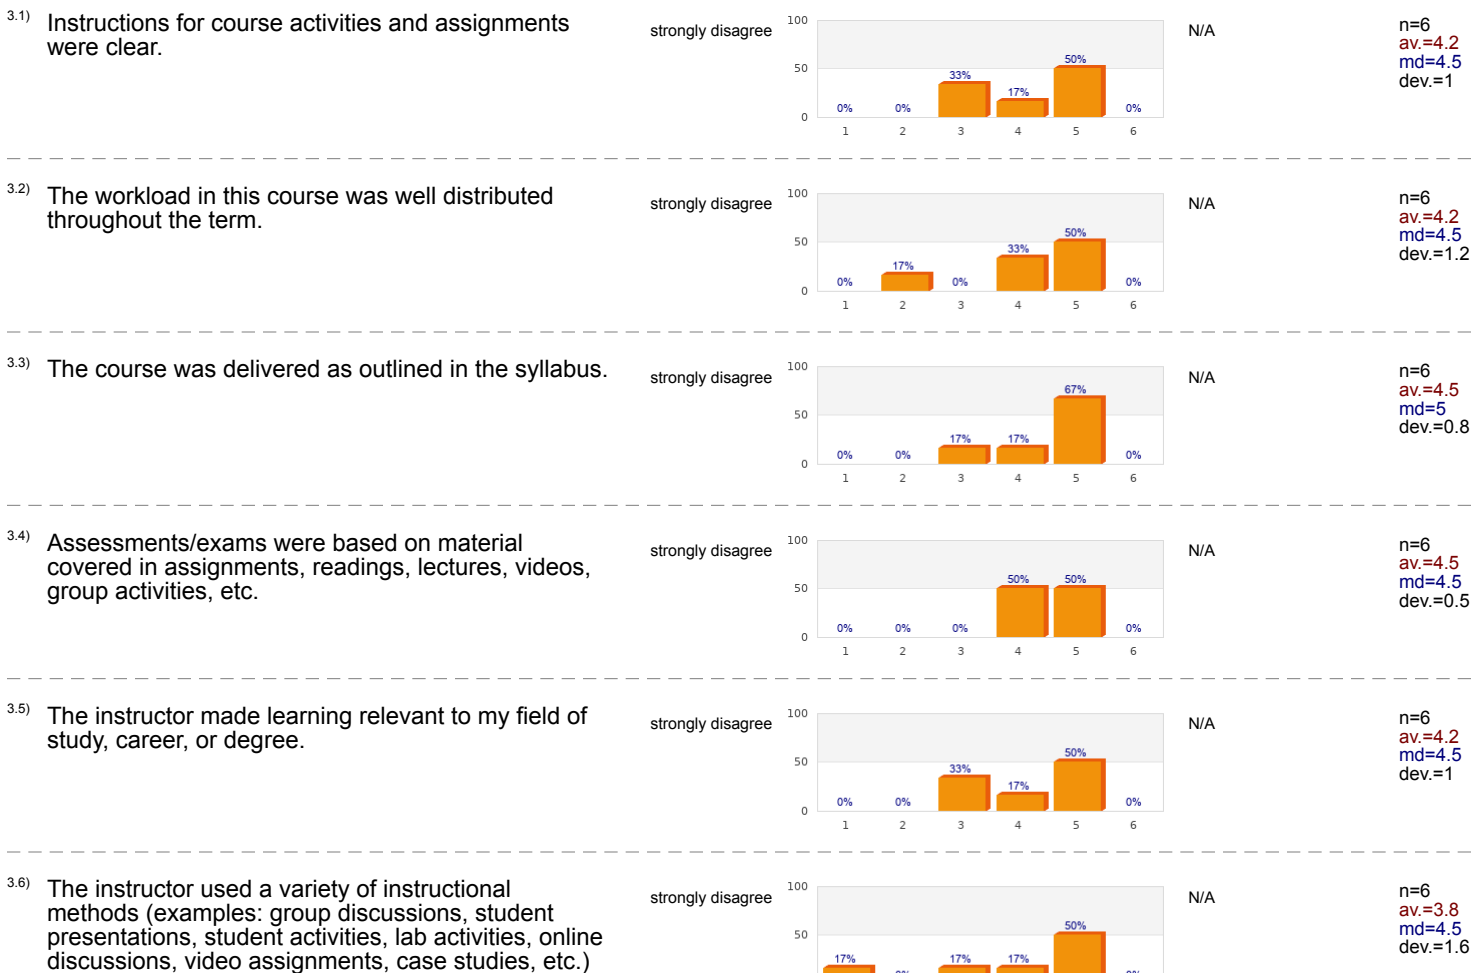 3.1) Instructions for course activities and assignments
were clear.
strongly disagree
100
50
0
0%
0%
33%
17%
50%
0%
1 2 3 4 5 6
N/A
n=6
av.=4.2
md=4.5
dev.=1
3.2) The workload in this course was well distributed
throughout the term.
strongly disagree
100
50
0
0%
17%
0%
33%
50%
0%
1 2 3 4 5 6
N/A
n=6
av.=4.2
md=4.5
dev.=1.2
3.3) The course was delivered as outlined in the syllabus.
strongly disagree
100
50
0
0%
0%
17%
17%
67%
0%
1 2 3 4 5 6
N/A
n=6
av.=4.5
md=5
dev.=0.8
3.4) Assessments/exams were based on material
covered in assignments, readings, lectures, videos,
group activities, etc.
strongly disagree
100
50
0
0%
0%
0%
50%
50%
0%
1 2 3 4 5 6
N/A
n=6
av.=4.5
md=4.5
dev.=0.5
3.5) The instructor made learning relevant to my field of
study, career, or degree.
strongly disagree
100
50
0
0%
0%
33%
17%
50%
0%
1 2 3 4 5 6
N/A
n=6
av.=4.2
md=4.5
dev.=1
3.6) The instructor used a variety of instructional
methods (examples: group discussions, student
presentations, student activities, lab activities, online
discussions, video assignments, case studies, etc.)
strongly disagree
100
50
17%
17%
17%
50%
N/A
n=6
av.=3.8
md=4.5
dev.=1.6